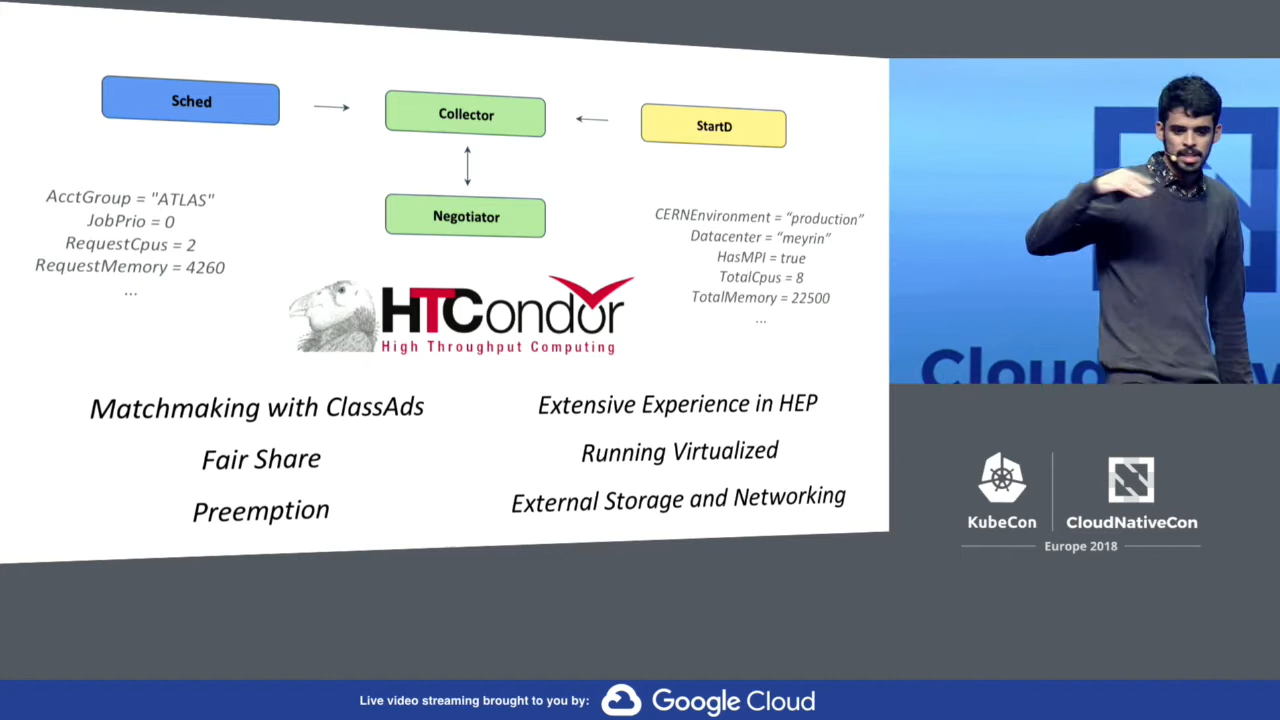 Sched
Collector
StartD
Negotiator
AcctGroup = "ATLAS"
JobPrio = 0
RequestCpus = 2
RequestMemory = 4260
...
CERNEnvironment = “production”
Datacenter = “meyrin”
HasMPI = true
TotalCpus = 8
TotalMemory = 22500
...
HTCondor
High Throughput Computing
Matchmaking with ClassAds
Fair Share
Preemption
Extensive Experience in HEP
Running Virtualized
External Storage and Networking
Cloud Native
KubeCon
CloudNativeCon
Europe 2018
Live video streaming brought to you by:
Google Cloud